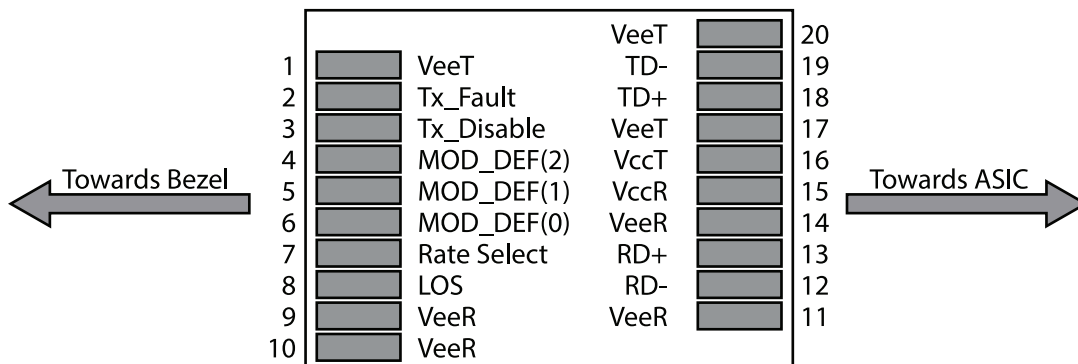 VeeT 20
1 VeeT TD- 19
2 Tx_Fault TD+ 18
3 Tx_Disable VeeT 17
4 MOD_DEF(2) VccT 16
Towards Bezel 5 MOD_DEF(1) VccR 15 Towards ASIC
6 MOD_DEF(0) VeeR 14
7 Rate Select RD+ 13
8 LOS RD- 12
9 VeeR VeeR 11
10 VeeR